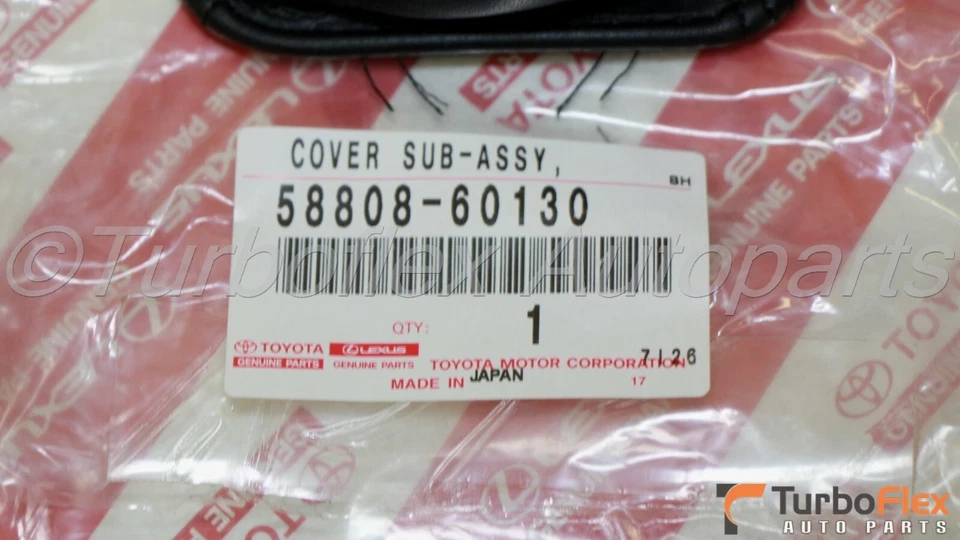 COVER SUB-ASSY,
BH
58808-60130
©Turboflex Autoparts
QTY: 1
TOYOTA LEXUS
GENUINE PARTS GENUINE PARTS TOYOTA MOTOR CORPORATION
7126
MADE IN JAPAN 17
TURBOFLEX
AUTO PARTS